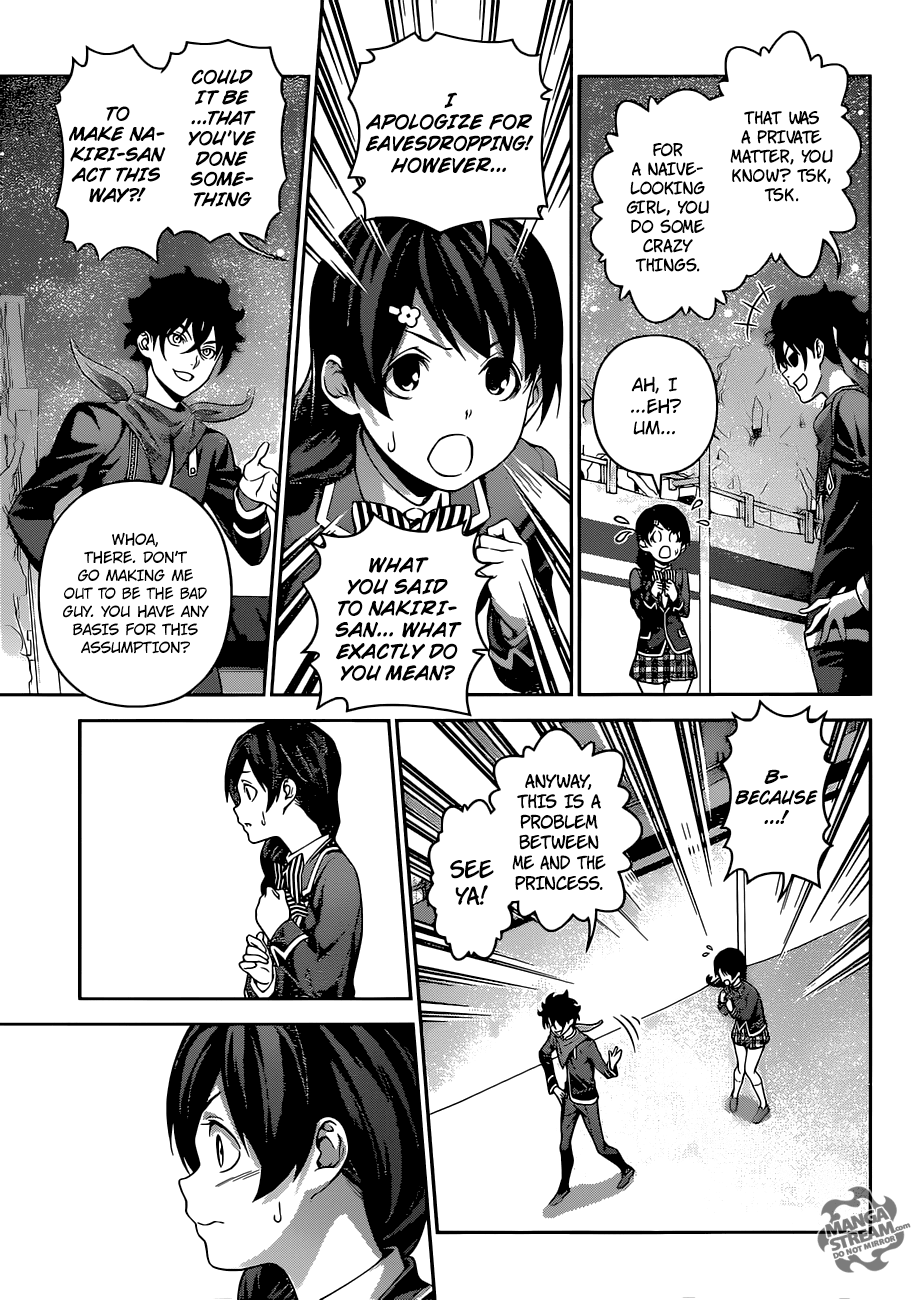 THAT WAS
A PRIVATE
MATTER, YOU
KNOW? TSK,
TSK.
FOR
A NAIVE-
LOOKING
GIRL, YOU
DO SOME
CRAZY
THINGS.
AH, I
...EH?
UM...
I
APOLOGIZE FOR
EAVESDROPPING!
HOWEVER...
WHAT
YOU SAID
TO NAKIRI-
SAN... WHAT
EXACTLY DO
YOU MEAN?
COULD
IT BE
...THAT
YOU'VE
DONE
SOME-
THING
TO
MAKE NA-
KIRI-SAN
ACT THIS
WAY?!
WHOA,
THERE. DON'T
GO MAKING ME
OUT TO BE THE BAD
GUY. YOU HAVE ANY
BASIS FOR THIS
ASSUMPTION?
B-
BECAUSE
...!
ANYWAY,
THIS IS A
PROBLEM
BETWEEN
ME AND THE
PRINCESS.
SEE
YA!
MANGA
STREAM.com
DO NOT MIRROR